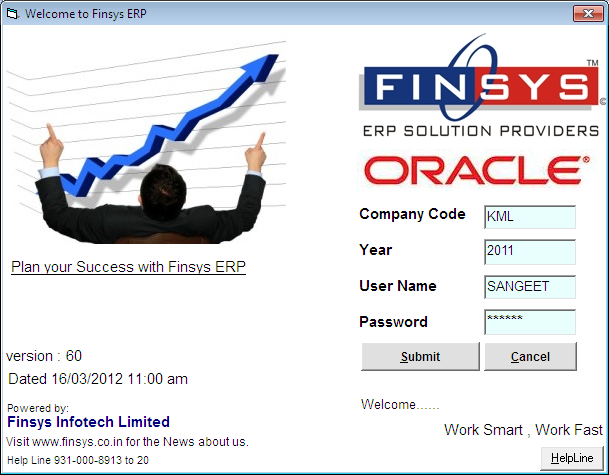 Welcome to Finsys ERP
FINSYS
TM
©
ERP SOLUTION PROVIDERS
ORACLE®
Plan your Success with Finsys ERP
Company Code KML
Year 2011
User Name SANGEET
Password ******
Submit Cancel
version : 60
Dated 16/03/2012 11:00 am
Powered by:
Finsys Infotech Limited
Visit www.finsys.co.in for the News about us.
Help Line 931-000-8913 to 20
Welcome......
Work Smart , Work Fast
HelpLine